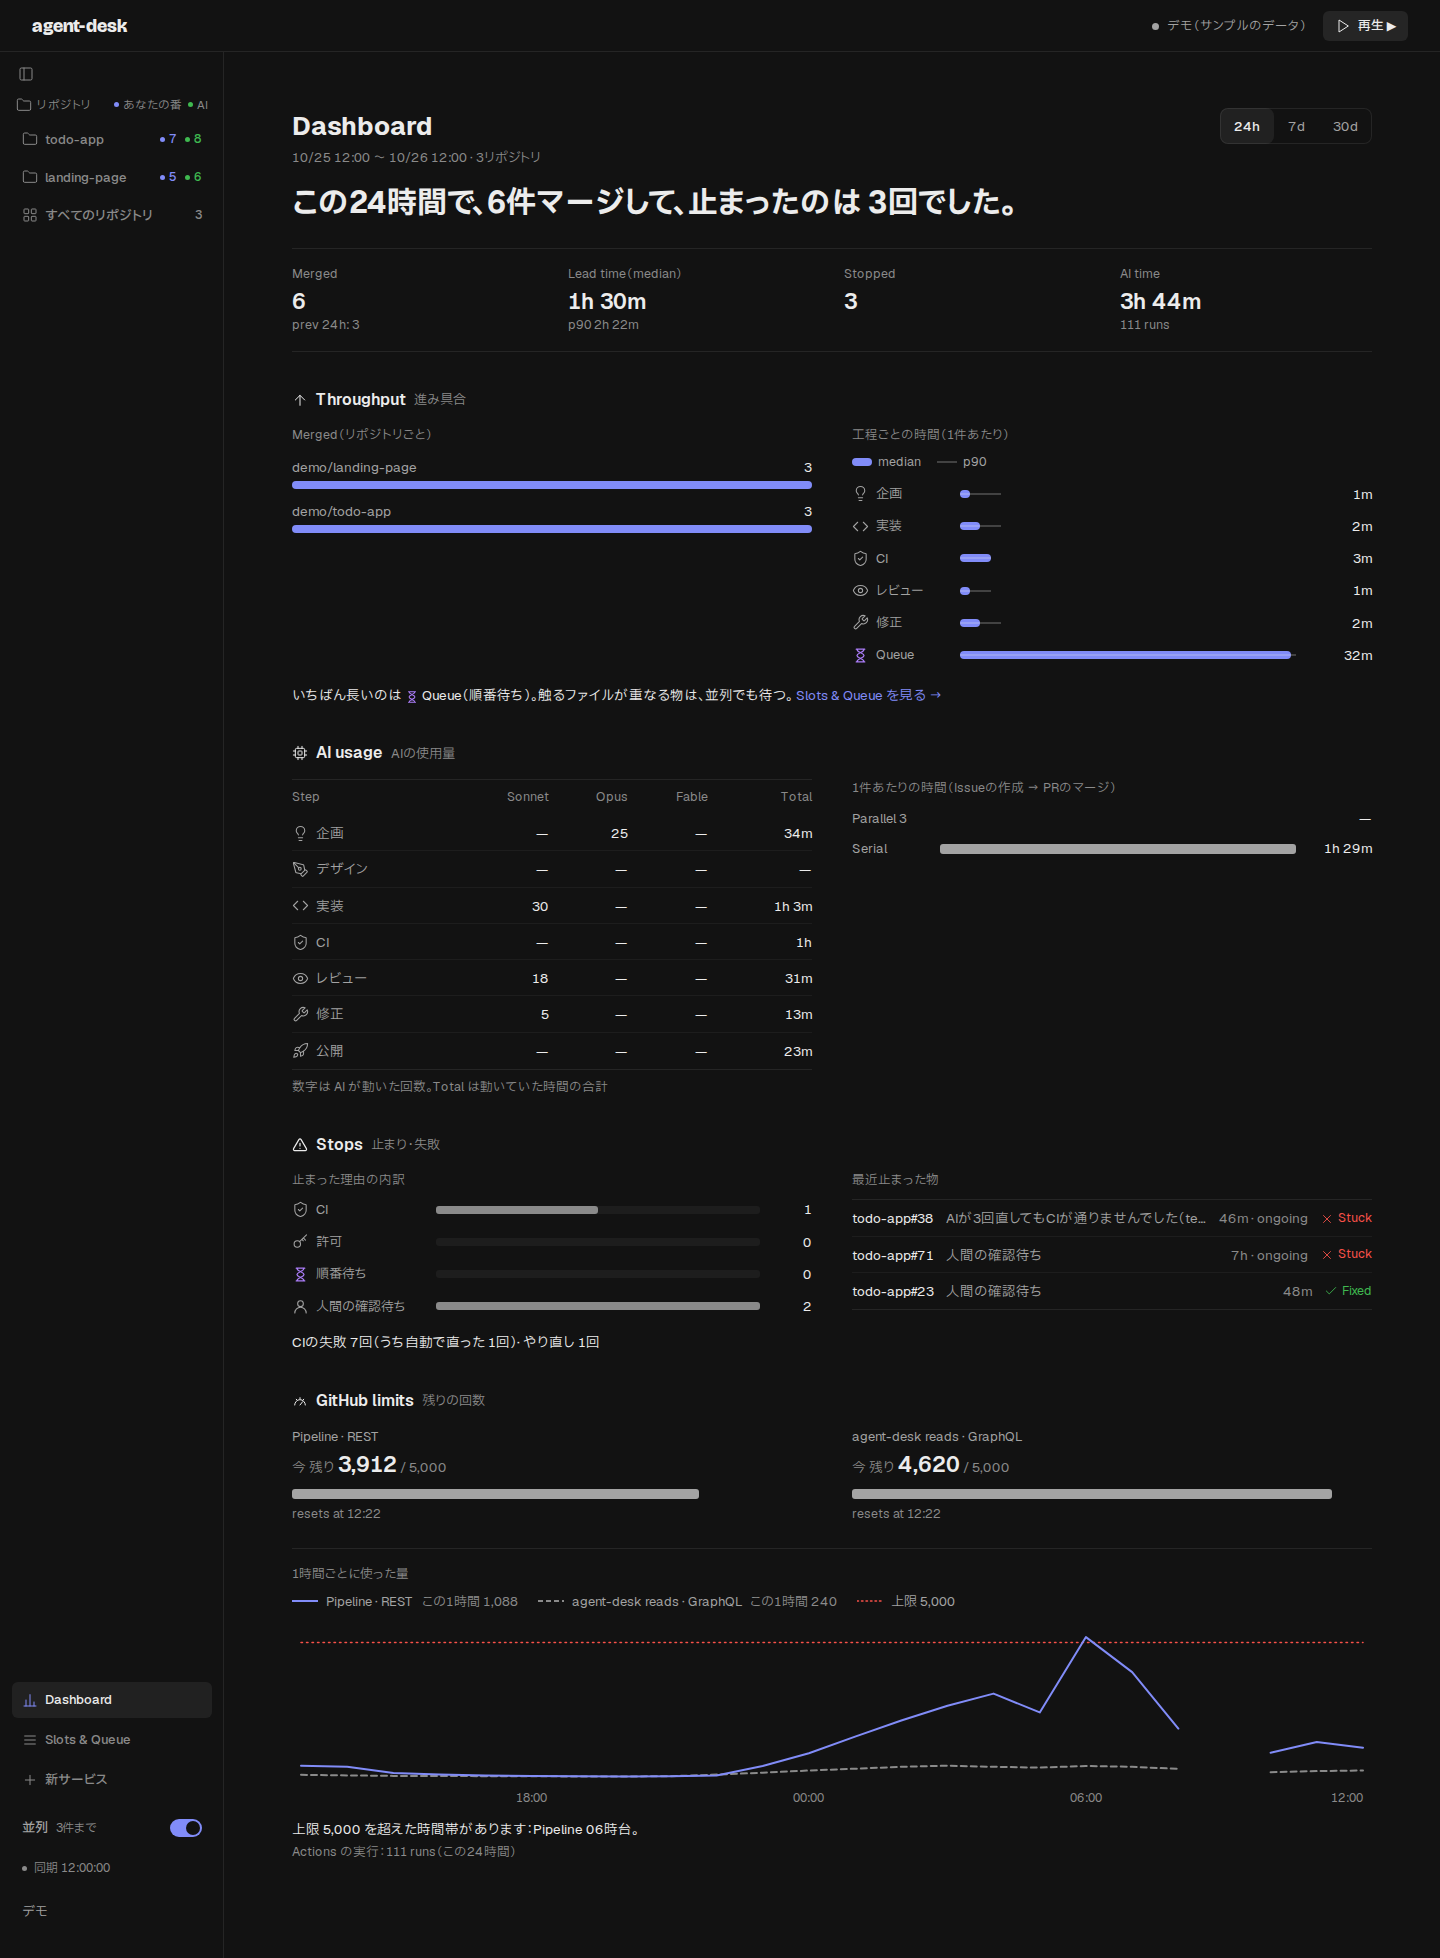 agent-desk
デモ（サンプルのデータ）
再生 ▶
リポジトリ あなたの番 AI
todo-app 7 8
landing-page 5 6
すべてのリポジトリ 3
Dashboard
24h 7d 30d
10/25 12:00 〜 10/26 12:00 · 3リポジトリ
この24時間で、6件マージして、止まったのは 3回でした。
Merged
6
prev 24h: 3
Lead time（median）
1h 30m
p90 2h 22m
Stopped
3
AI time
3h 44m
111 runs
Throughput 進み具合
Merged（リポジトリごと）
demo/landing-page 3
demo/todo-app 3
工程ごとの時間（1件あたり）
median p90
企画 1m
実装 2m
CI 3m
レビュー 1m
修正 2m
Queue 32m
いちばん長いのは Queue（順番待ち）。触るファイルが重なる物は、並列でも待つ。Slots & Queue を見る →
AI usage AIの使用量
Step Sonnet Opus Fable Total
企画 — 25 — 34m
デザイン — — — —
実装 30 — — 1h 3m
CI — — — 1h
レビュー 18 — — 31m
修正 5 — — 13m
公開 — — — 23m
数字は AI が動いた回数。Total は動いていた時間の合計
1件あたりの時間（Issueの作成 → PRのマージ）
Parallel 3 —
Serial 1h 29m
Stops 止まり・失敗
止まった理由の内訳
CI 1
許可 0
順番待ち 0
人間の確認待ち 2
CIの失敗 7回（うち自動で直った 1回）· やり直し 1回
最近止まった物
todo-app#38 AIが3回直してもCIが通りませんでした（te… 46m · ongoing Stuck
todo-app#71 人間の確認待ち 7h · ongoing Stuck
todo-app#23 人間の確認待ち 48m Fixed
GitHub limits 残りの回数
Pipeline · REST
今 残り 3,912 / 5,000
resets at 12:22
agent-desk reads · GraphQL
今 残り 4,620 / 5,000
resets at 12:22
1時間ごとに使った量
Pipeline · REST この1時間 1,088 agent-desk reads · GraphQL この1時間 240 上限 5,000
18:00 00:00 06:00 12:00
上限 5,000 を超えた時間帯があります：Pipeline 06時台。
Actions の実行：111 runs（この24時間）
Dashboard
Slots & Queue
新サービス
並列 3件まで
同期 12:00:00
デモ